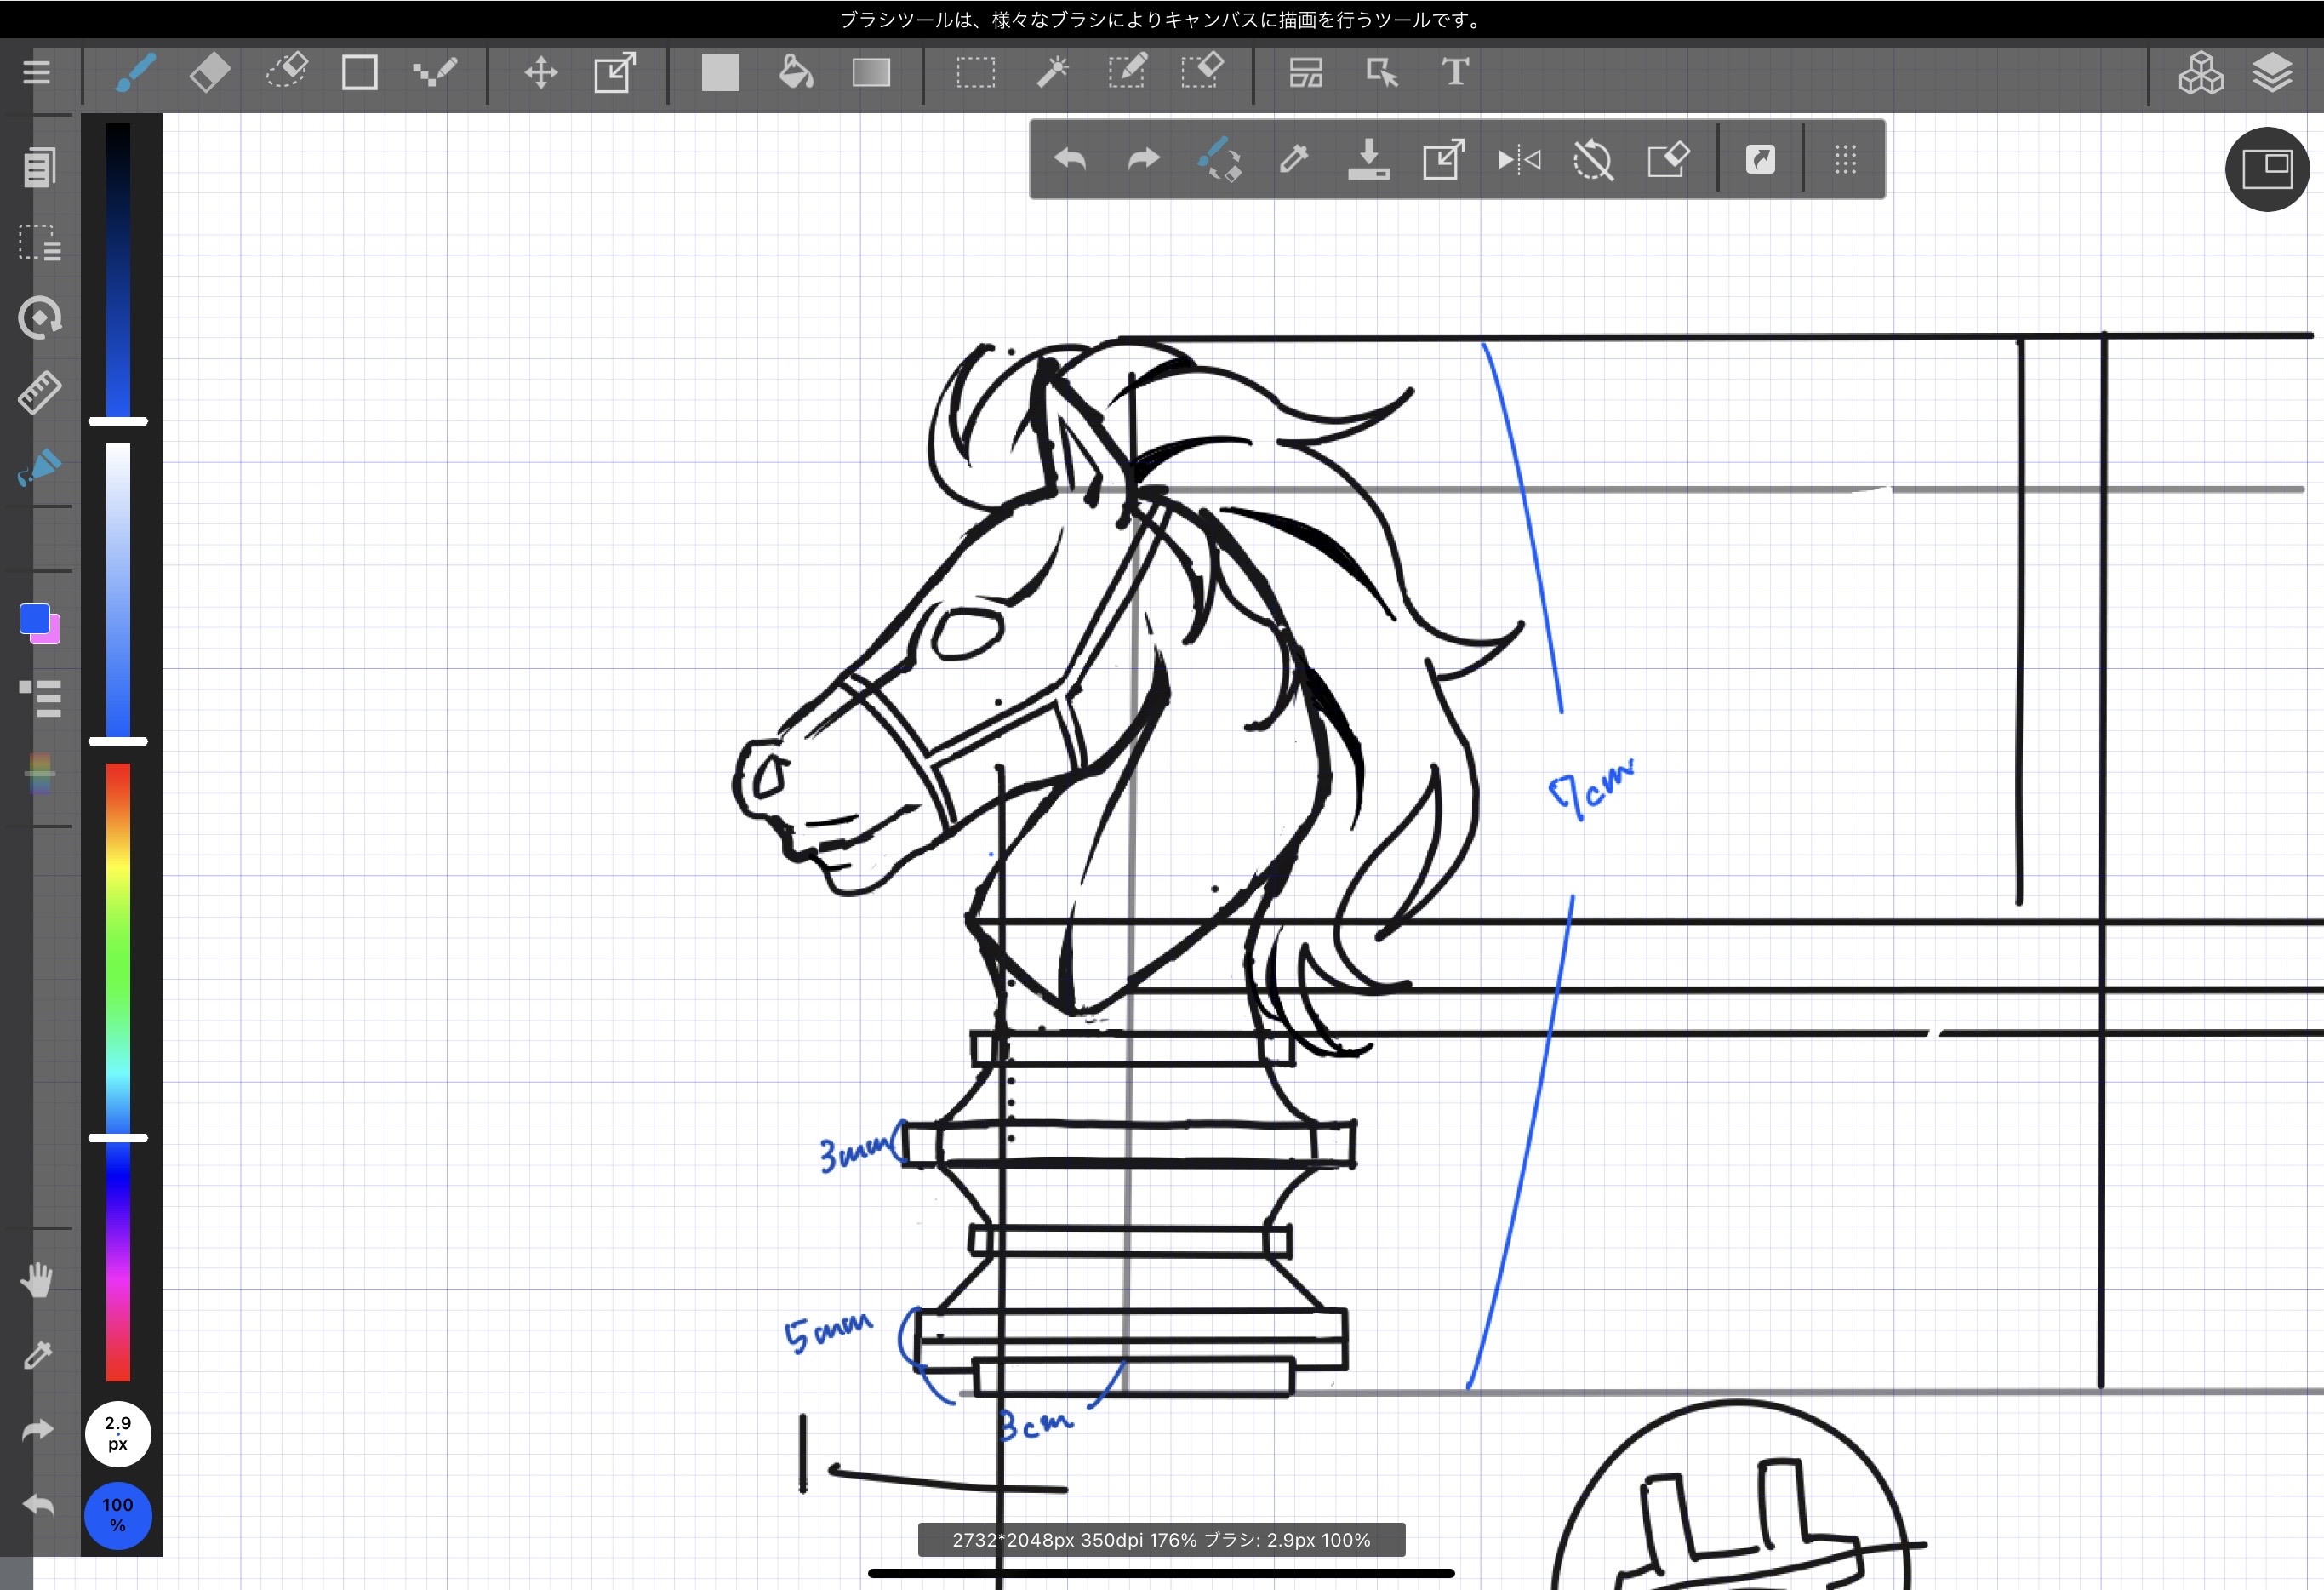 ブラシツールは、様々なブラシによりキャンバスに描画を行うツールです。
T
7cm
3mm
5mm
3cm
2.9
px
100
%
2732*2048px 350dpi 176% ブラシ: 2.9px 100%